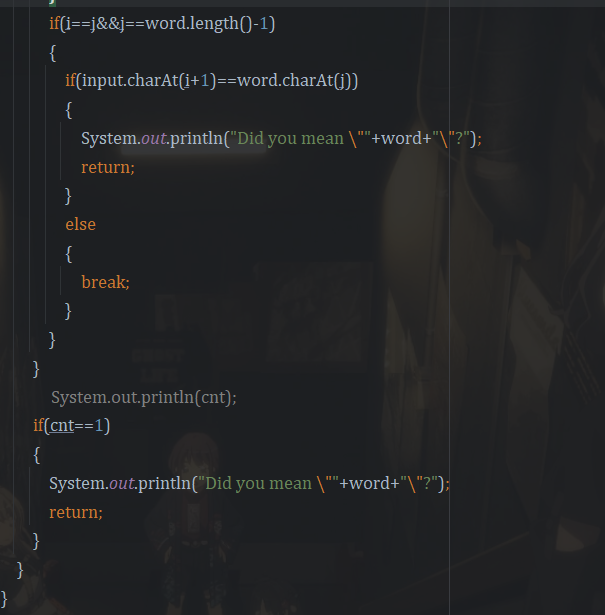 }
if(i==j&&j==word.length()-1)
{
if(input.charAt(i+1)==word.charAt(j))
{
System.out.println("Did you mean \""+word+"\"?");
return;
}
else
{
break;
}
}
}
System.out.println(cnt);
if(cnt==1)
{
System.out.println("Did you mean \""+word+"\"?");
return;
}
}
}